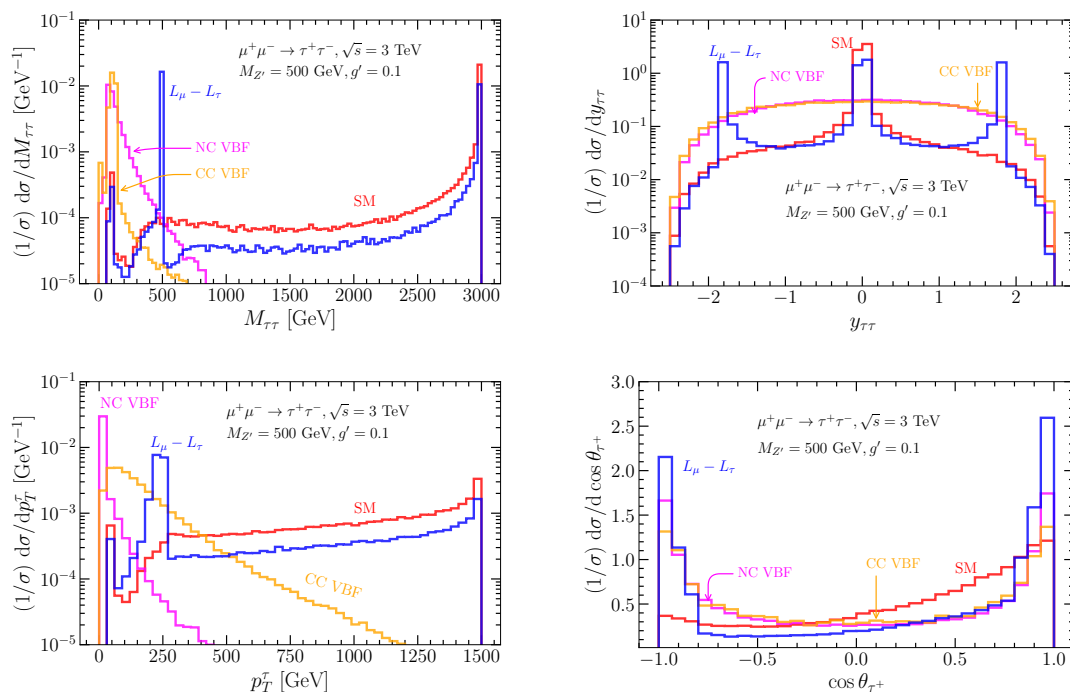 10⁻¹
10⁻²
10⁻³
10⁻⁴
10⁻⁵
(1/σ) dσ/dM_ττ [GeV⁻¹]
μ⁺μ⁻ → τ⁺τ⁻, √s = 3 TeV
M_Z′ = 500 GeV, g′ = 0.1
L_μ − L_τ
NC VBF
CC VBF
SM
0 500 1000 1500 2000 2500 3000
M_ττ [GeV]
10¹
10⁰
10⁻¹
10⁻²
10⁻³
10⁻⁴
(1/σ) dσ/dy_ττ
SM
L_μ − L_τ
NC VBF
CC VBF
μ⁺μ⁻ → τ⁺τ⁻, √s = 3 TeV
M_Z′ = 500 GeV, g′ = 0.1
−2 −1 0 1 2
y_ττ
10⁻¹
10⁻²
10⁻³
10⁻⁴
10⁻⁵
(1/σ) dσ/dp_T^τ [GeV⁻¹]
NC VBF
μ⁺μ⁻ → τ⁺τ⁻, √s = 3 TeV
M_Z′ = 500 GeV, g′ = 0.1
L_μ − L_τ
SM
CC VBF
0 250 500 750 1000 1250 1500
p_T^τ [GeV]
3.0
2.5
2.0
1.5
1.0
0.5
(1/σ) dσ/d cos θ_τ⁺
μ⁺μ⁻ → τ⁺τ⁻, √s = 3 TeV
M_Z′ = 500 GeV, g′ = 0.1
L_μ − L_τ
NC VBF
CC VBF
SM
−1.0 −0.5 0.0 0.5 1.0
cos θ_τ⁺